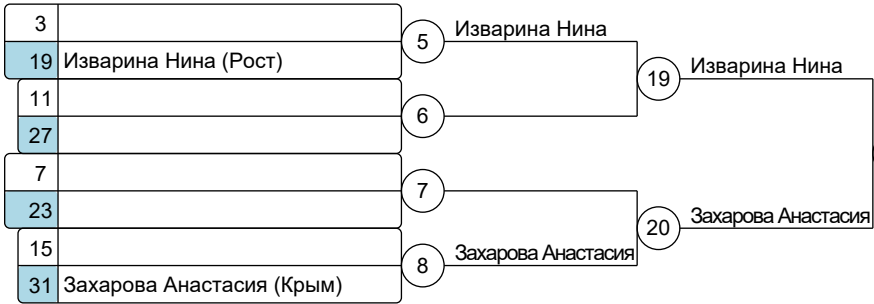 3
5 Изварина Нина
19 Изварина Нина (Рост)
19 Изварина Нина
11
6
27
7
7
23
20 Захарова Анастасия
15
8 Захарова Анастасия
31 Захарова Анастасия (Крым)